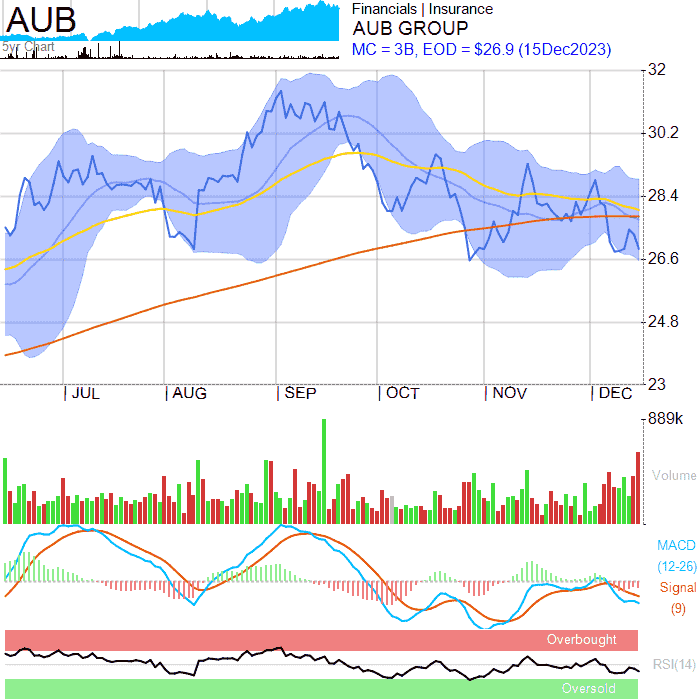 AUB
5yr Chart
Financials | Insurance
AUB GROUP
MC = 3B, EOD = $26.9 (15Dec2023)
32
30.2
28.4
26.6
24.8
23
JUL AUG SEP OCT NOV DEC
889k
Volume
MACD
(12-26)
Signal
(9)
Overbought
RSI(14)
Oversold